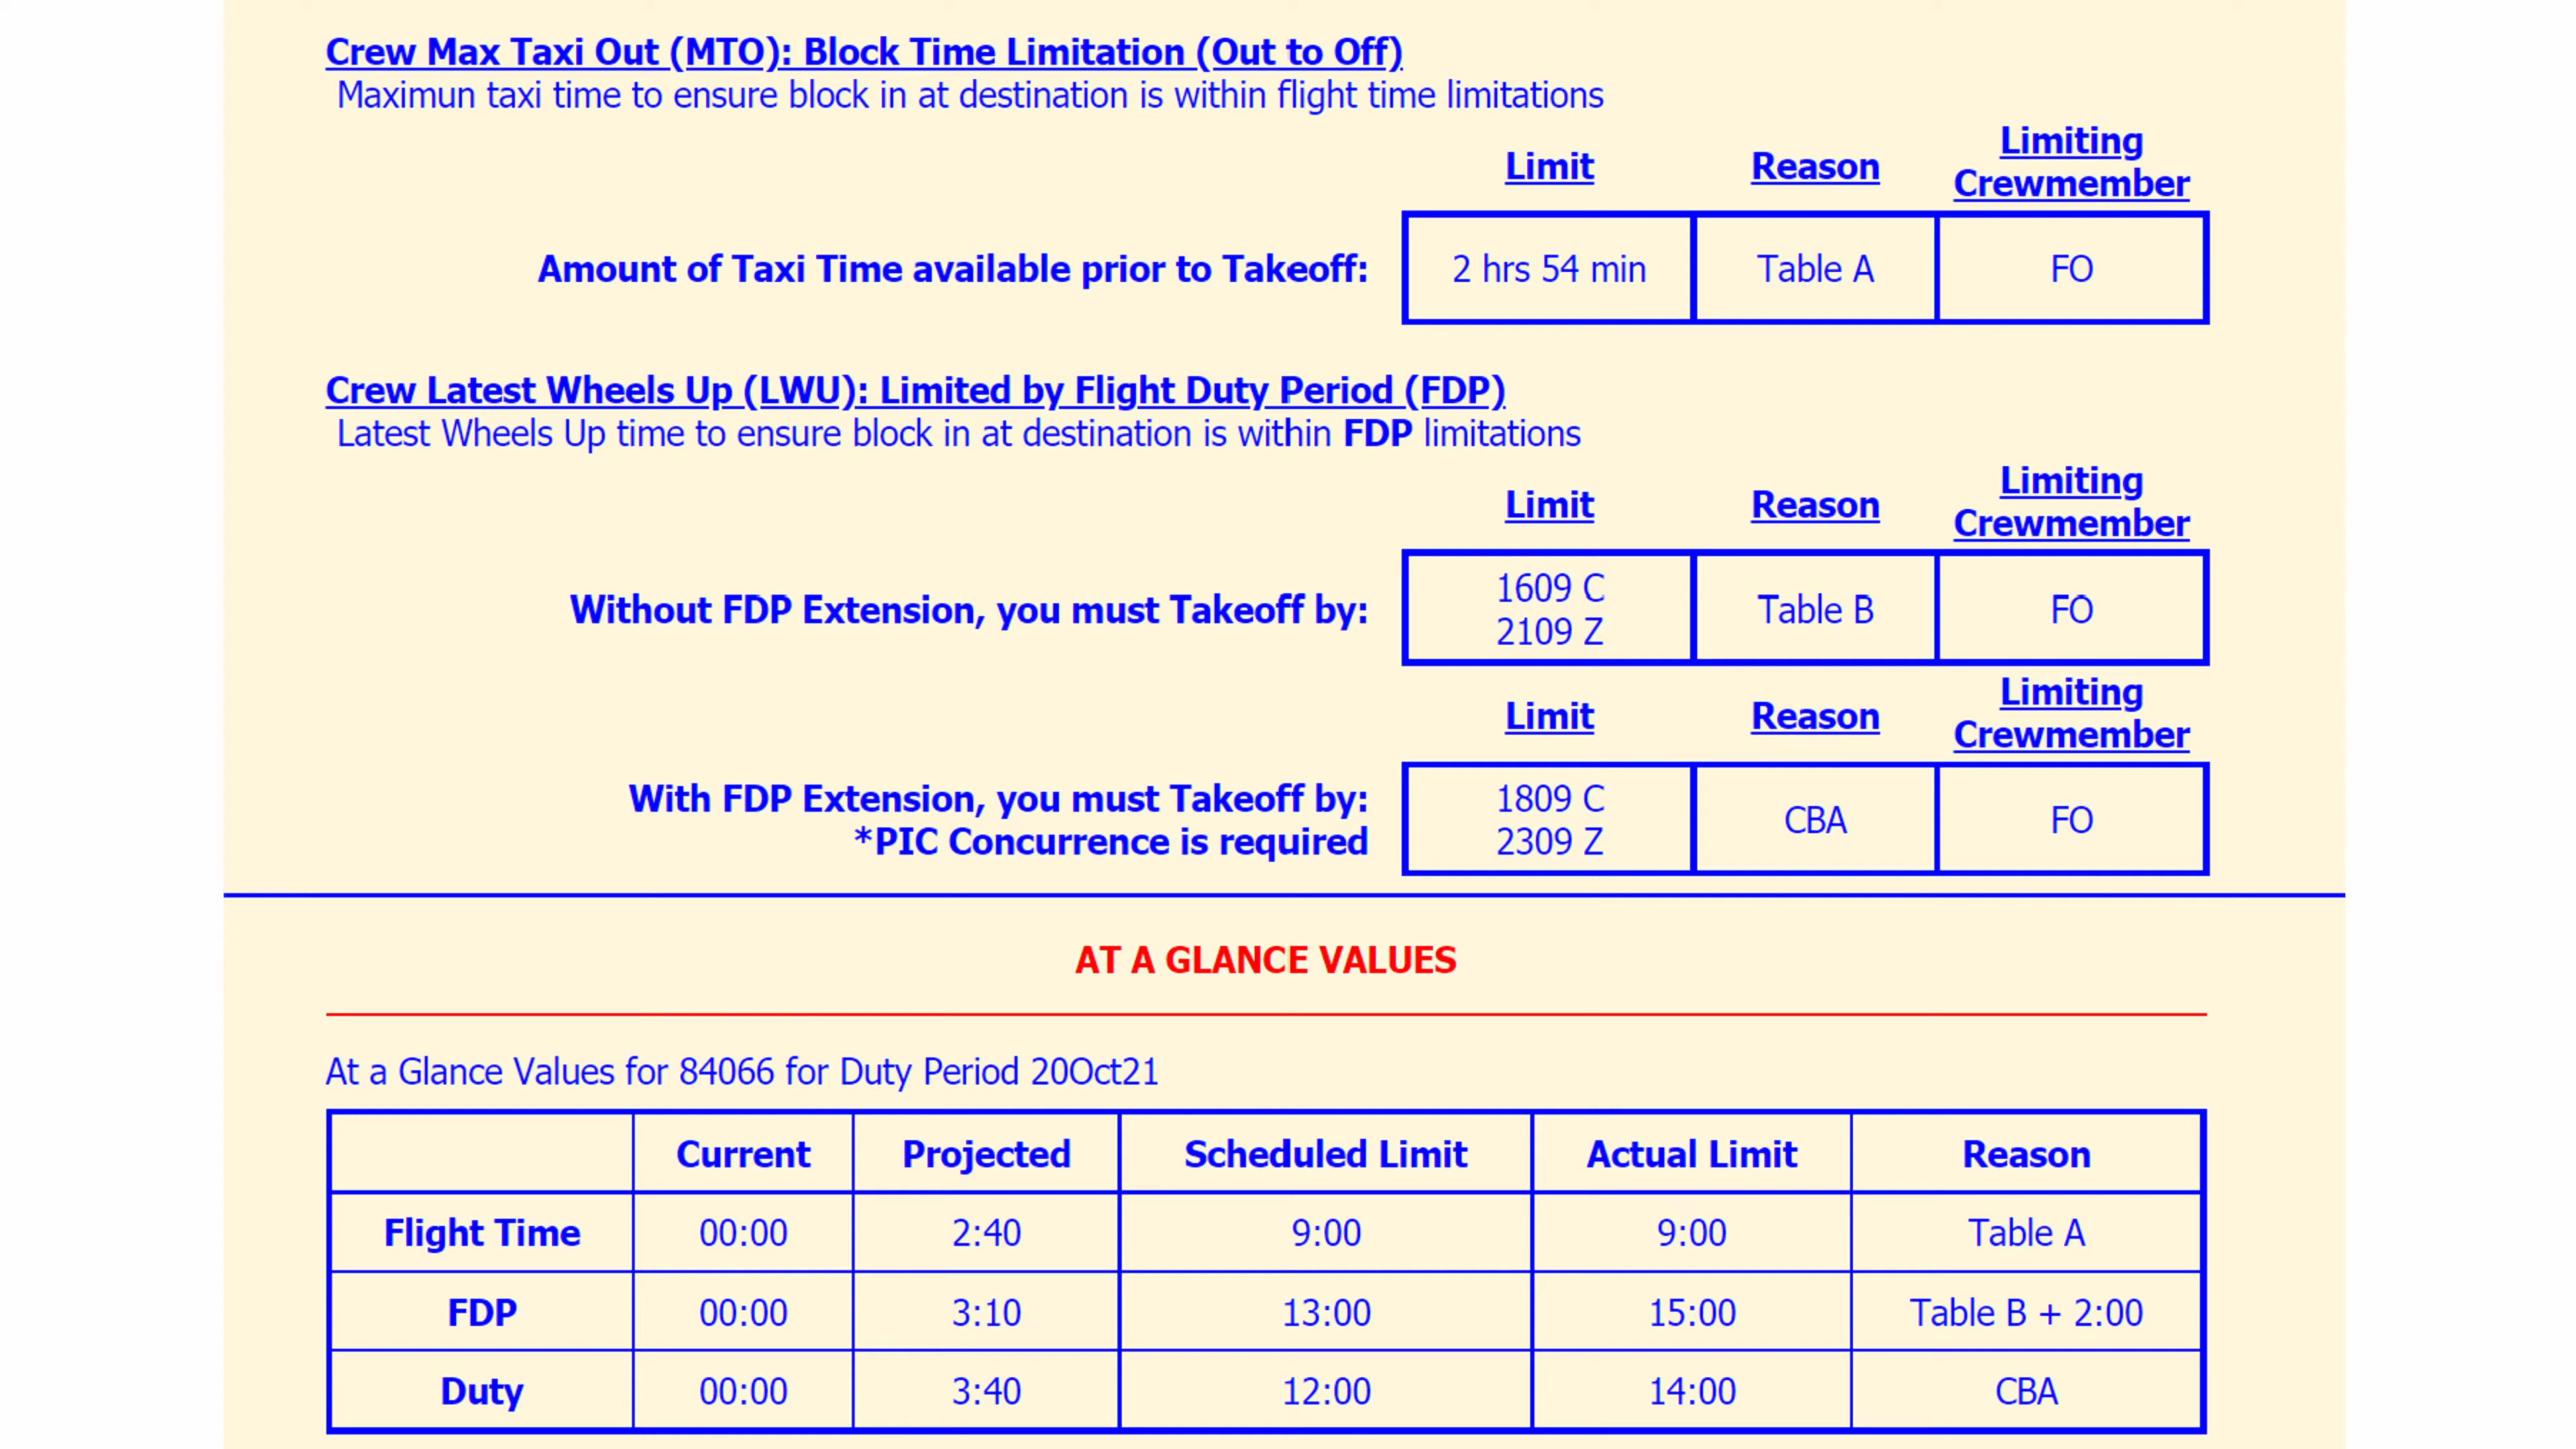 Crew Max Taxi Out (MTO): Block Time Limitation (Out to Off)
Maximun taxi time to ensure block in at destination is within flight time limitations
Limit Reason Limiting Crewmember
Amount of Taxi Time available prior to Takeoff: 2 hrs 54 min Table A FO
Crew Latest Wheels Up (LWU): Limited by Flight Duty Period (FDP)
Latest Wheels Up time to ensure block in at destination is within FDP limitations
Limit Reason Limiting Crewmember
Without FDP Extension, you must Takeoff by: 1609 C 2109 Z Table B FO
Limit Reason Limiting Crewmember
With FDP Extension, you must Takeoff by: 1809 C
*PIC Concurrence is required 2309 Z CBA FO
AT A GLANCE VALUES
At a Glance Values for 84066 for Duty Period 20Oct21
Current Projected Scheduled Limit Actual Limit Reason
Flight Time 00:00 2:40 9:00 9:00 Table A
FDP 00:00 3:10 13:00 15:00 Table B + 2:00
Duty 00:00 3:40 12:00 14:00 CBA